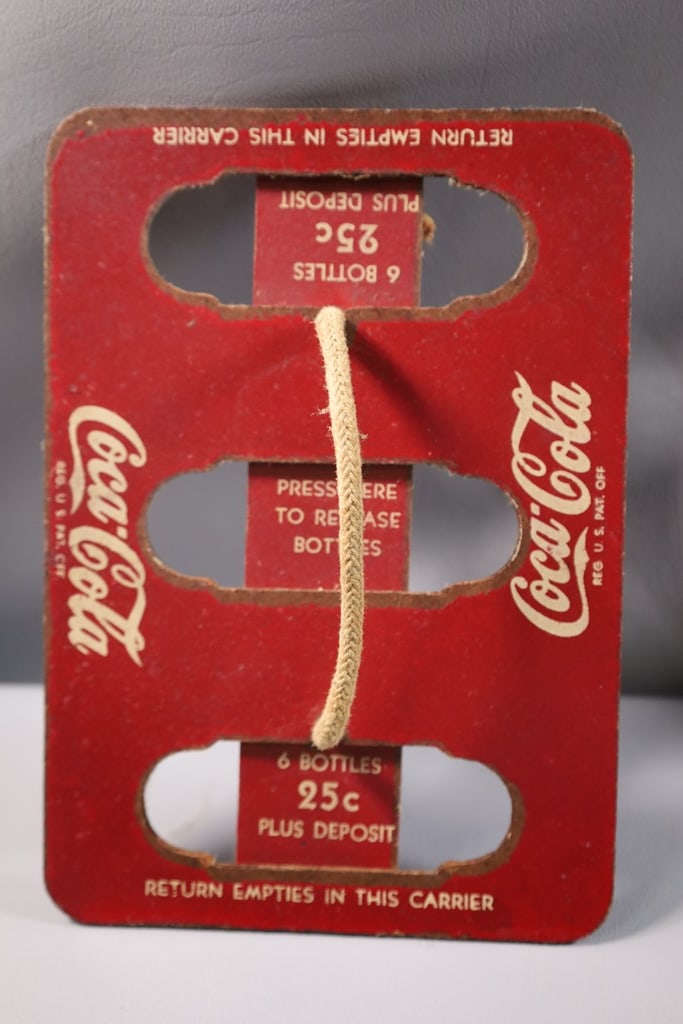 RETURN EMPTIES IN THIS CARRIER
PLUS DEPOSIT
25c
6 BOTTLES
Coca-Cola
REG. U. S. PAT. OFF
Coca-Cola
REG. U. S. PAT. OFF
PRESS HERE
TO RELEASE
BOTTLES
6 BOTTLES
25c
PLUS DEPOSIT
RETURN EMPTIES IN THIS CARRIER